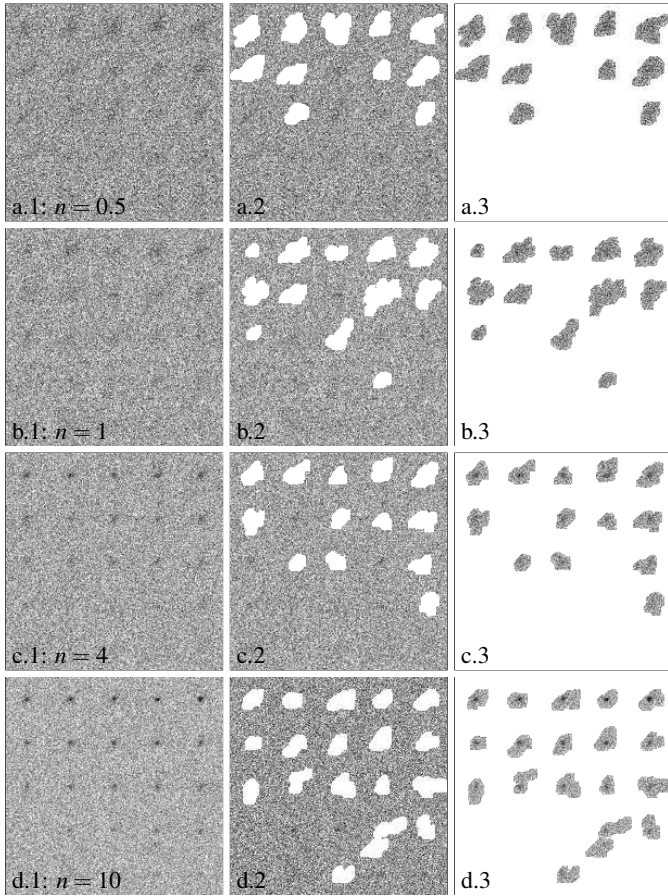 a.1: n = 0.5
a.2
a.3
b.1: n = 1
b.2
b.3
c.1: n = 4
c.2
c.3
d.1: n = 10
d.2
d.3